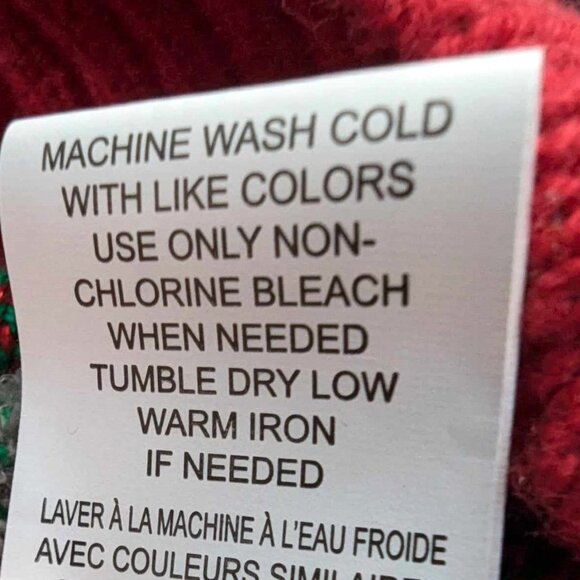 MACHINE WASH COLD
WITH LIKE COLORS
USE ONLY NON-
CHLORINE BLEACH
WHEN NEEDED
TUMBLE DRY LOW
WARM IRON
IF NEEDED
LAVER À LA MACHINE À L'EAU FROIDE
AVEC COULEURS